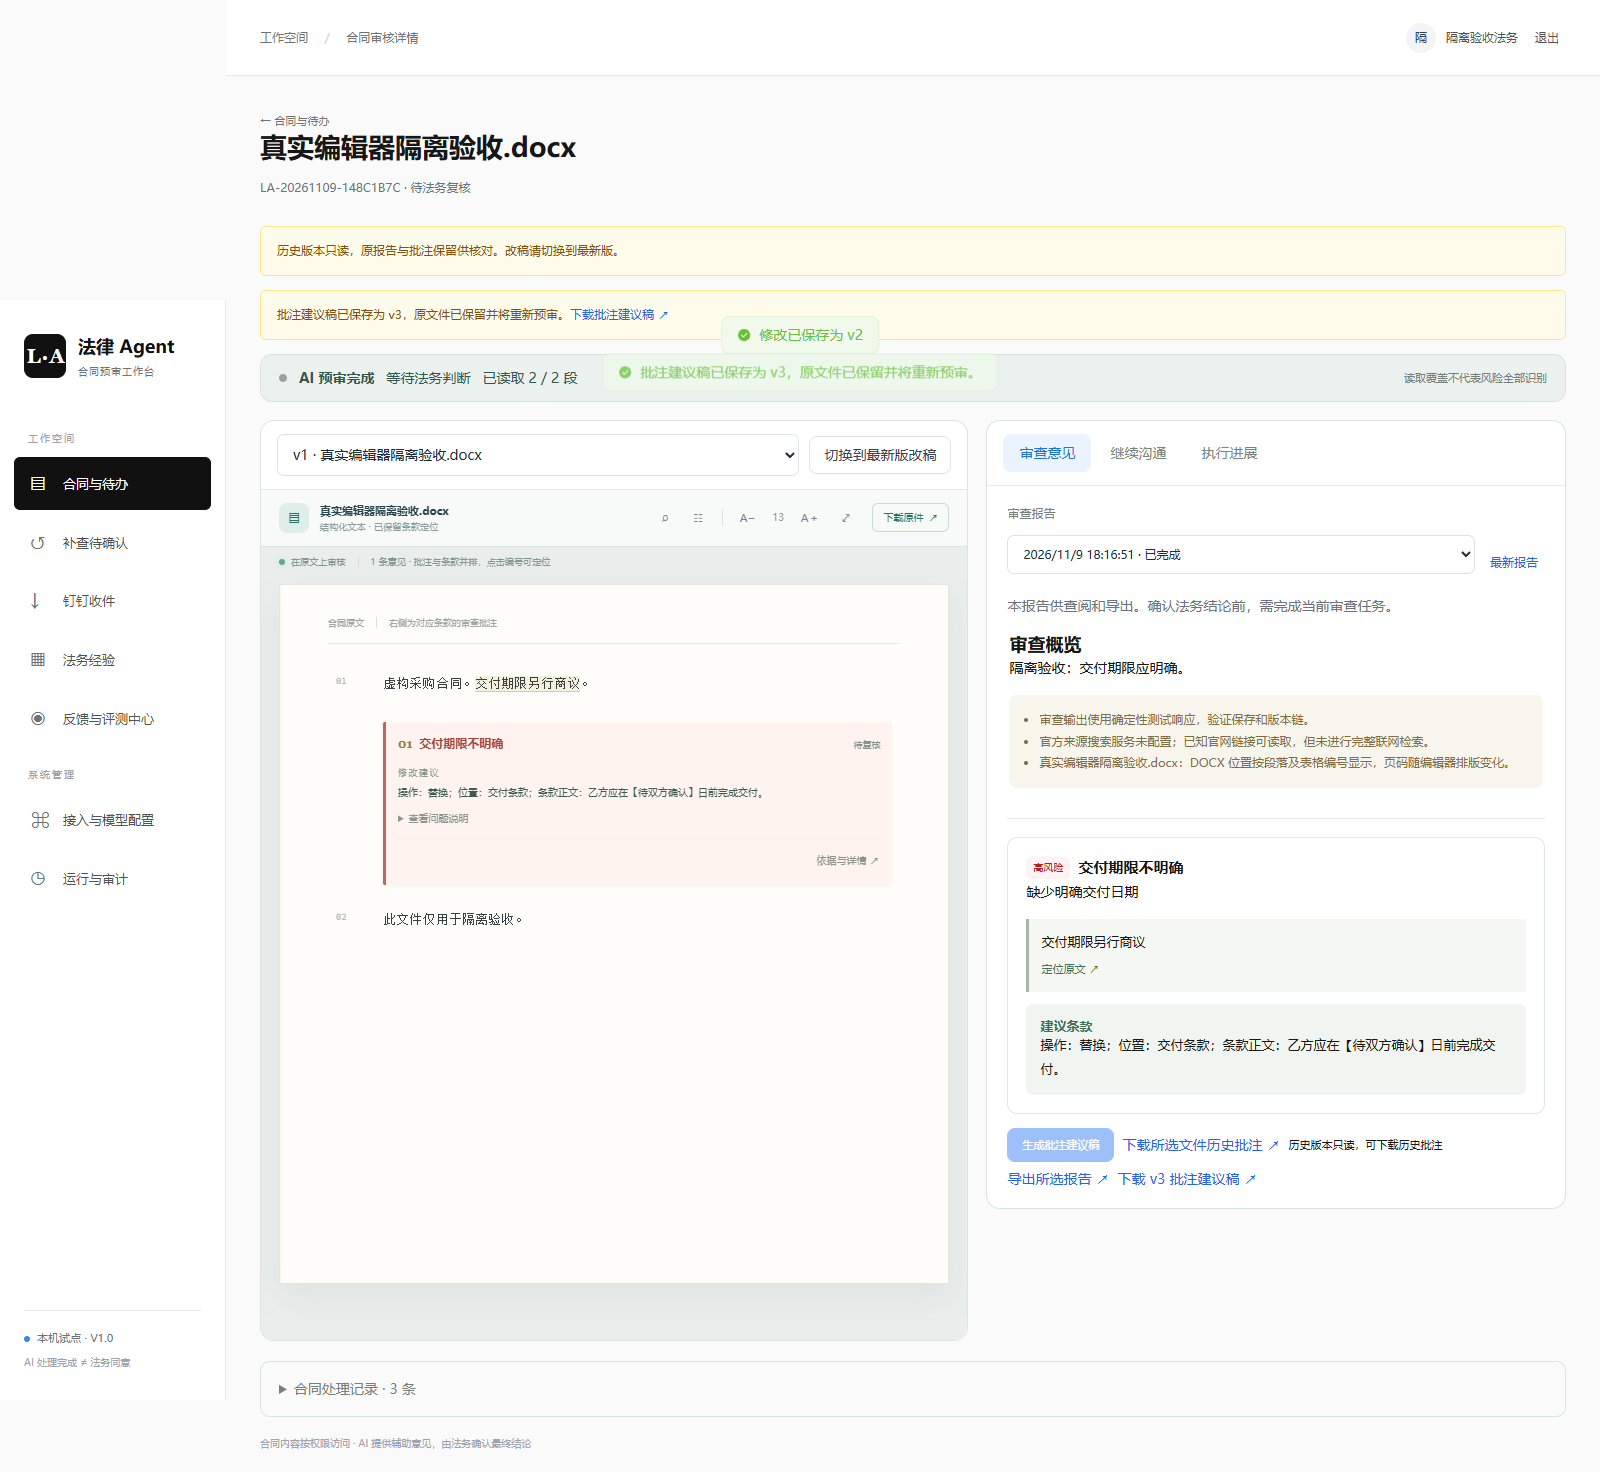 工作空间 / 合同审核详情
隔 隔离验收法务 退出
← 合同与待办
真实编辑器隔离验收.docx
LA-20261109-148C1B7C · 待法务复核
历史版本只读，原报告与批注保留供核对。改稿请切换到最新版。
批注建议稿已保存为 v3，原文件已保留并将重新预审。下载批注建议稿 ↗
修改已保存为 v2
批注建议稿已保存为 v3，原文件已保留并将重新预审。
AI 预审完成 等待法务判断 已读取 2 / 2 段
读取覆盖不代表风险全部识别
L·A 法律 Agent
合同预审工作台
工作空间
合同与待办
补查待确认
钉钉收件
法务经验
反馈与评测中心
系统管理
接入与模型配置
运行与审计
本机试点 · V1.0
AI 处理完成 ≠ 法务同意
v1 · 真实编辑器隔离验收.docx
切换到最新版改稿
真实编辑器隔离验收.docx
结构化文本 · 已保留条款定位
A− 13 A+ ⤢ 下载原件 ↗
在原文上审核 1 条意见 · 批注与条款并排，点击编号可定位
合同原文 右侧为对应条款的审查批注
01 虚构采购合同。交付期限另行商议。
01 交付期限不明确 待复核
修改建议
操作：替换；位置：交付条款；条款正文：乙方应在【待双方确认】日前完成交付。
▶ 查看问题说明
依据与详情 ↗
02 此文件仅用于隔离验收。
审查意见 继续沟通 执行进展
审查报告
2026/11/9 18:16:51 · 已完成
最新报告
本报告供查阅和导出。确认法务结论前，需完成当前审查任务。
审查概览
隔离验收：交付期限应明确。
• 审查输出使用确定性测试响应，验证保存和版本链。
• 官方来源搜索服务未配置；已知官网链接可读取，但未进行完整联网检索。
• 真实编辑器隔离验收.docx：DOCX 位置按段落及表格编号显示，页码随编辑器排版变化。
高风险 交付期限不明确
缺少明确交付日期
交付期限另行商议
定位原文 ↗
建议条款
操作：替换；位置：交付条款；条款正文：乙方应在【待双方确认】日前完成交
付。
生成批注建议稿 下载所选文件历史批注 ↗ 历史版本只读，可下载历史批注
导出所选报告 ↗ 下载 v3 批注建议稿 ↗
▶ 合同处理记录 · 3 条
合同内容按权限访问 · AI 提供辅助意见，由法务确认最终结论